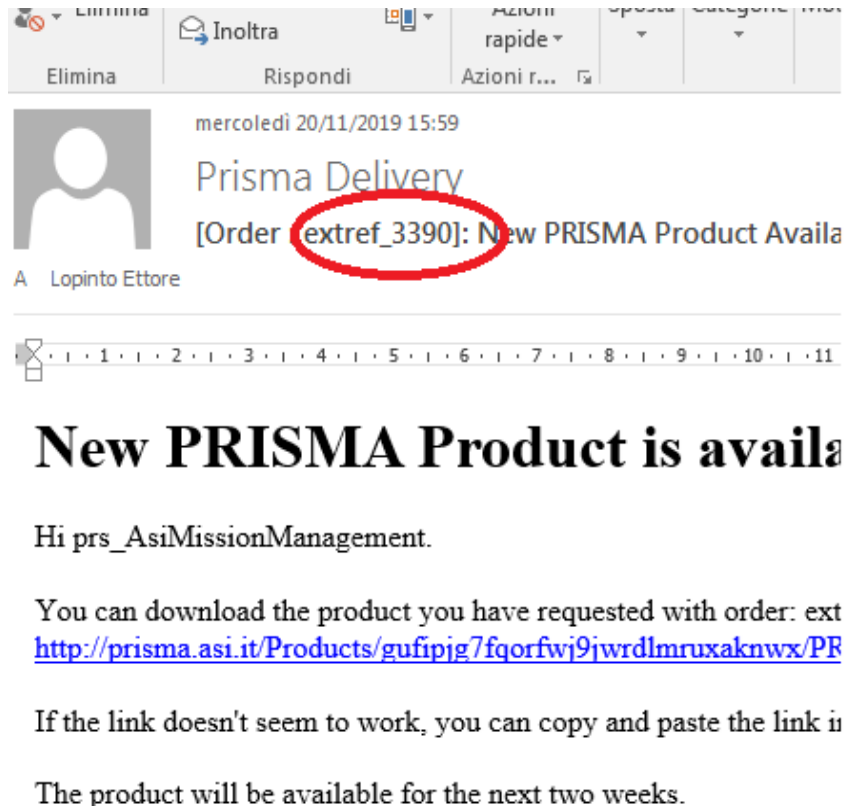 Elimina
Inoltra
Azioni
rapide
Sposta
Categorie
Elimina
Rispondi
Azioni r...
mercoledì 20/11/2019 15:59
Prisma Delivery
[Order extref_3390]: New PRISMA Product Availa
A Lopinto Ettore
1 2 3 4 5 6 7 8 9 10 11
New PRISMA Product is availa
Hi prs_AsiMissionManagement.
You can download the product you have requested with order: ext
http://prisma.asi.it/Products/gufipjg7fqorfwj9jwrdlmruxaknwx/PR
If the link doesn't seem to work, you can copy and paste the link in
The product will be available for the next two weeks.